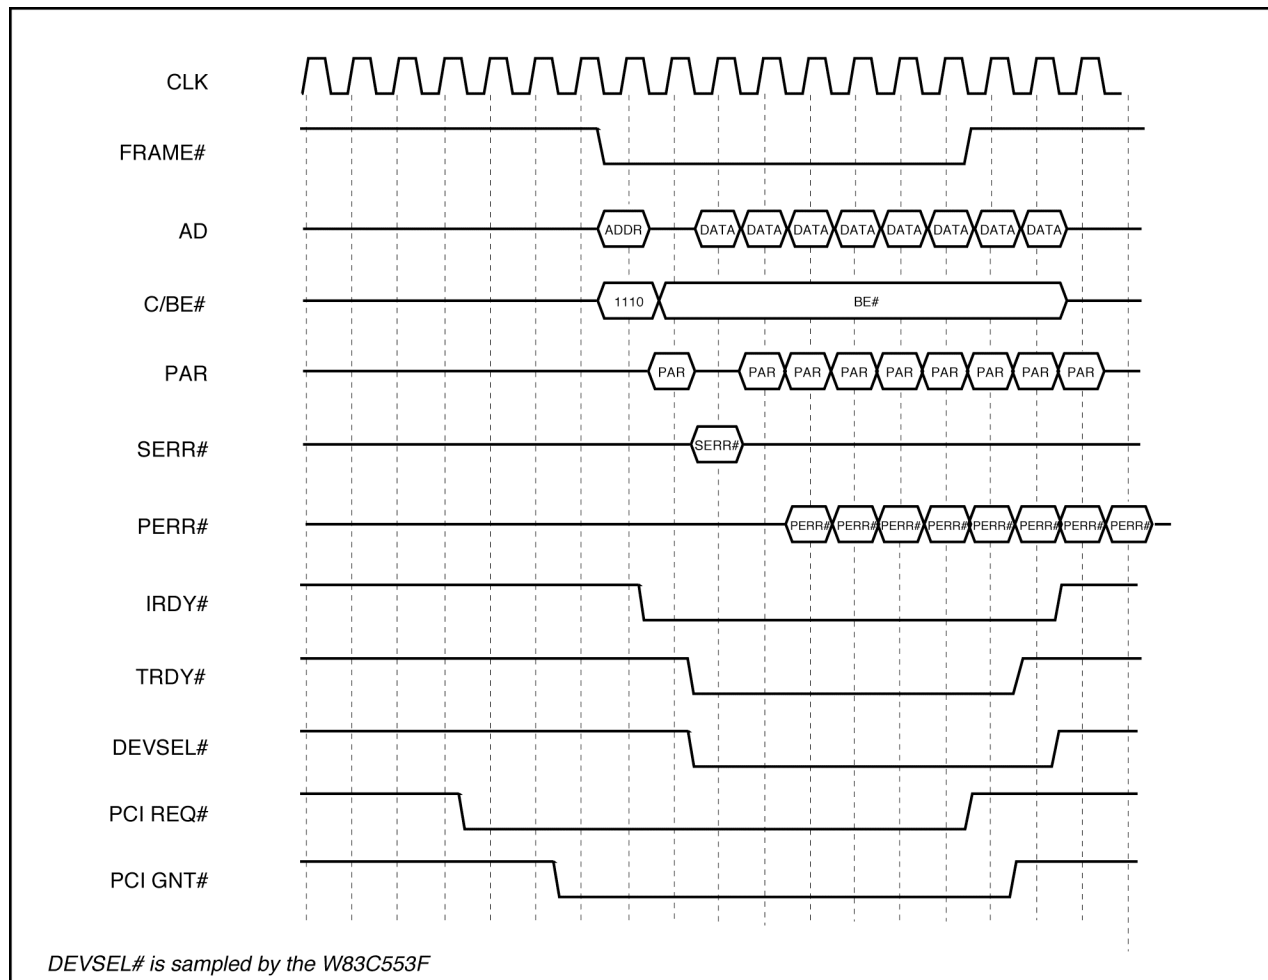 CLK
FRAME#
AD ADDR DATA DATA DATA DATA DATA DATA DATA DATA
C/BE# 1110 BE#
PAR PAR PAR PAR PAR PAR PAR PAR PAR PAR
SERR# SERR#
PERR# PERR# PERR# PERR# PERR# PERR# PERR# PERR# PERR#
IRDY#
TRDY#
DEVSEL#
PCI REQ#
PCI GNT#
DEVSEL# is sampled by the W83C553F